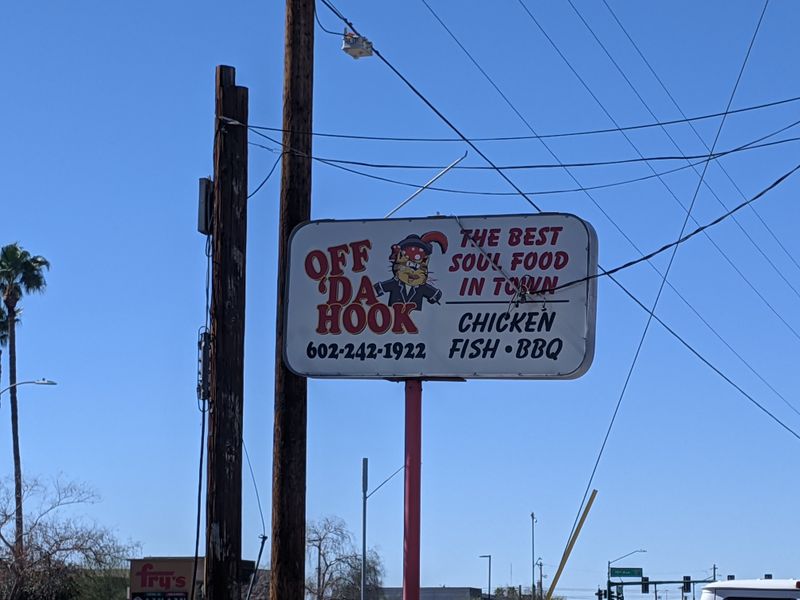 OFF
'DA
HOOK
602-242-1922
THE BEST
SOUL FOOD
IN TOWN
CHICKEN
FISH • BBQ
fry's